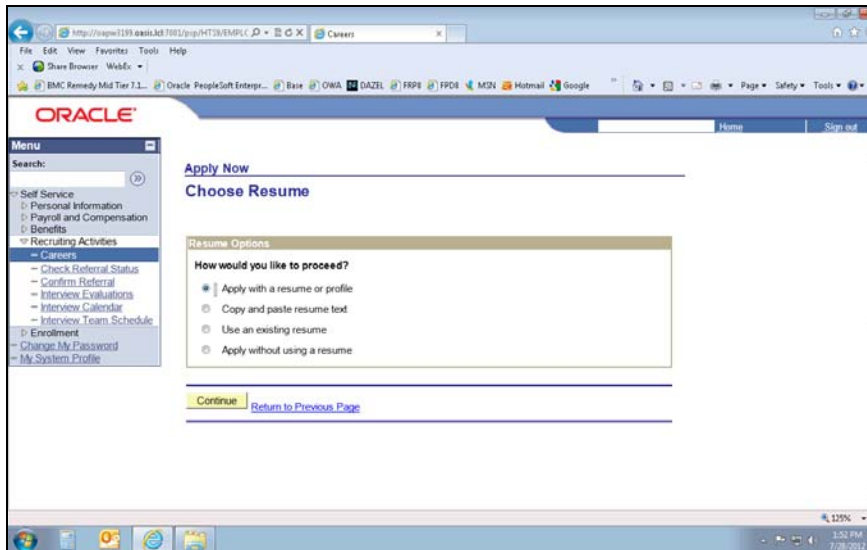 Careers
File Edit View Favorites Tools Help
Share Browser WebEx
BMC Remedy Mid Tier 7.1... Oracle PeopleSoft Enterpr... Base OWA DAZEL FRP8 FPD8 MSN Hotmail Google Page Safety Tools
ORACLE
Home Sign out
Menu
Search:
Self Service
Personal Information
Payroll and Compensation
Benefits
Recruiting Activities
Careers
Check Referral Status
Confirm Referral
Interview Evaluations
Interview Calendar
Interview Team Schedule
Enrollment
Change My Password
My System Profile
Apply Now
Choose Resume
Resume Options
How would you like to proceed?
Apply with a resume or profile
Copy and paste resume text
Use an existing resume
Apply without using a resume
Continue Return to Previous Page
125%
1:52 PM